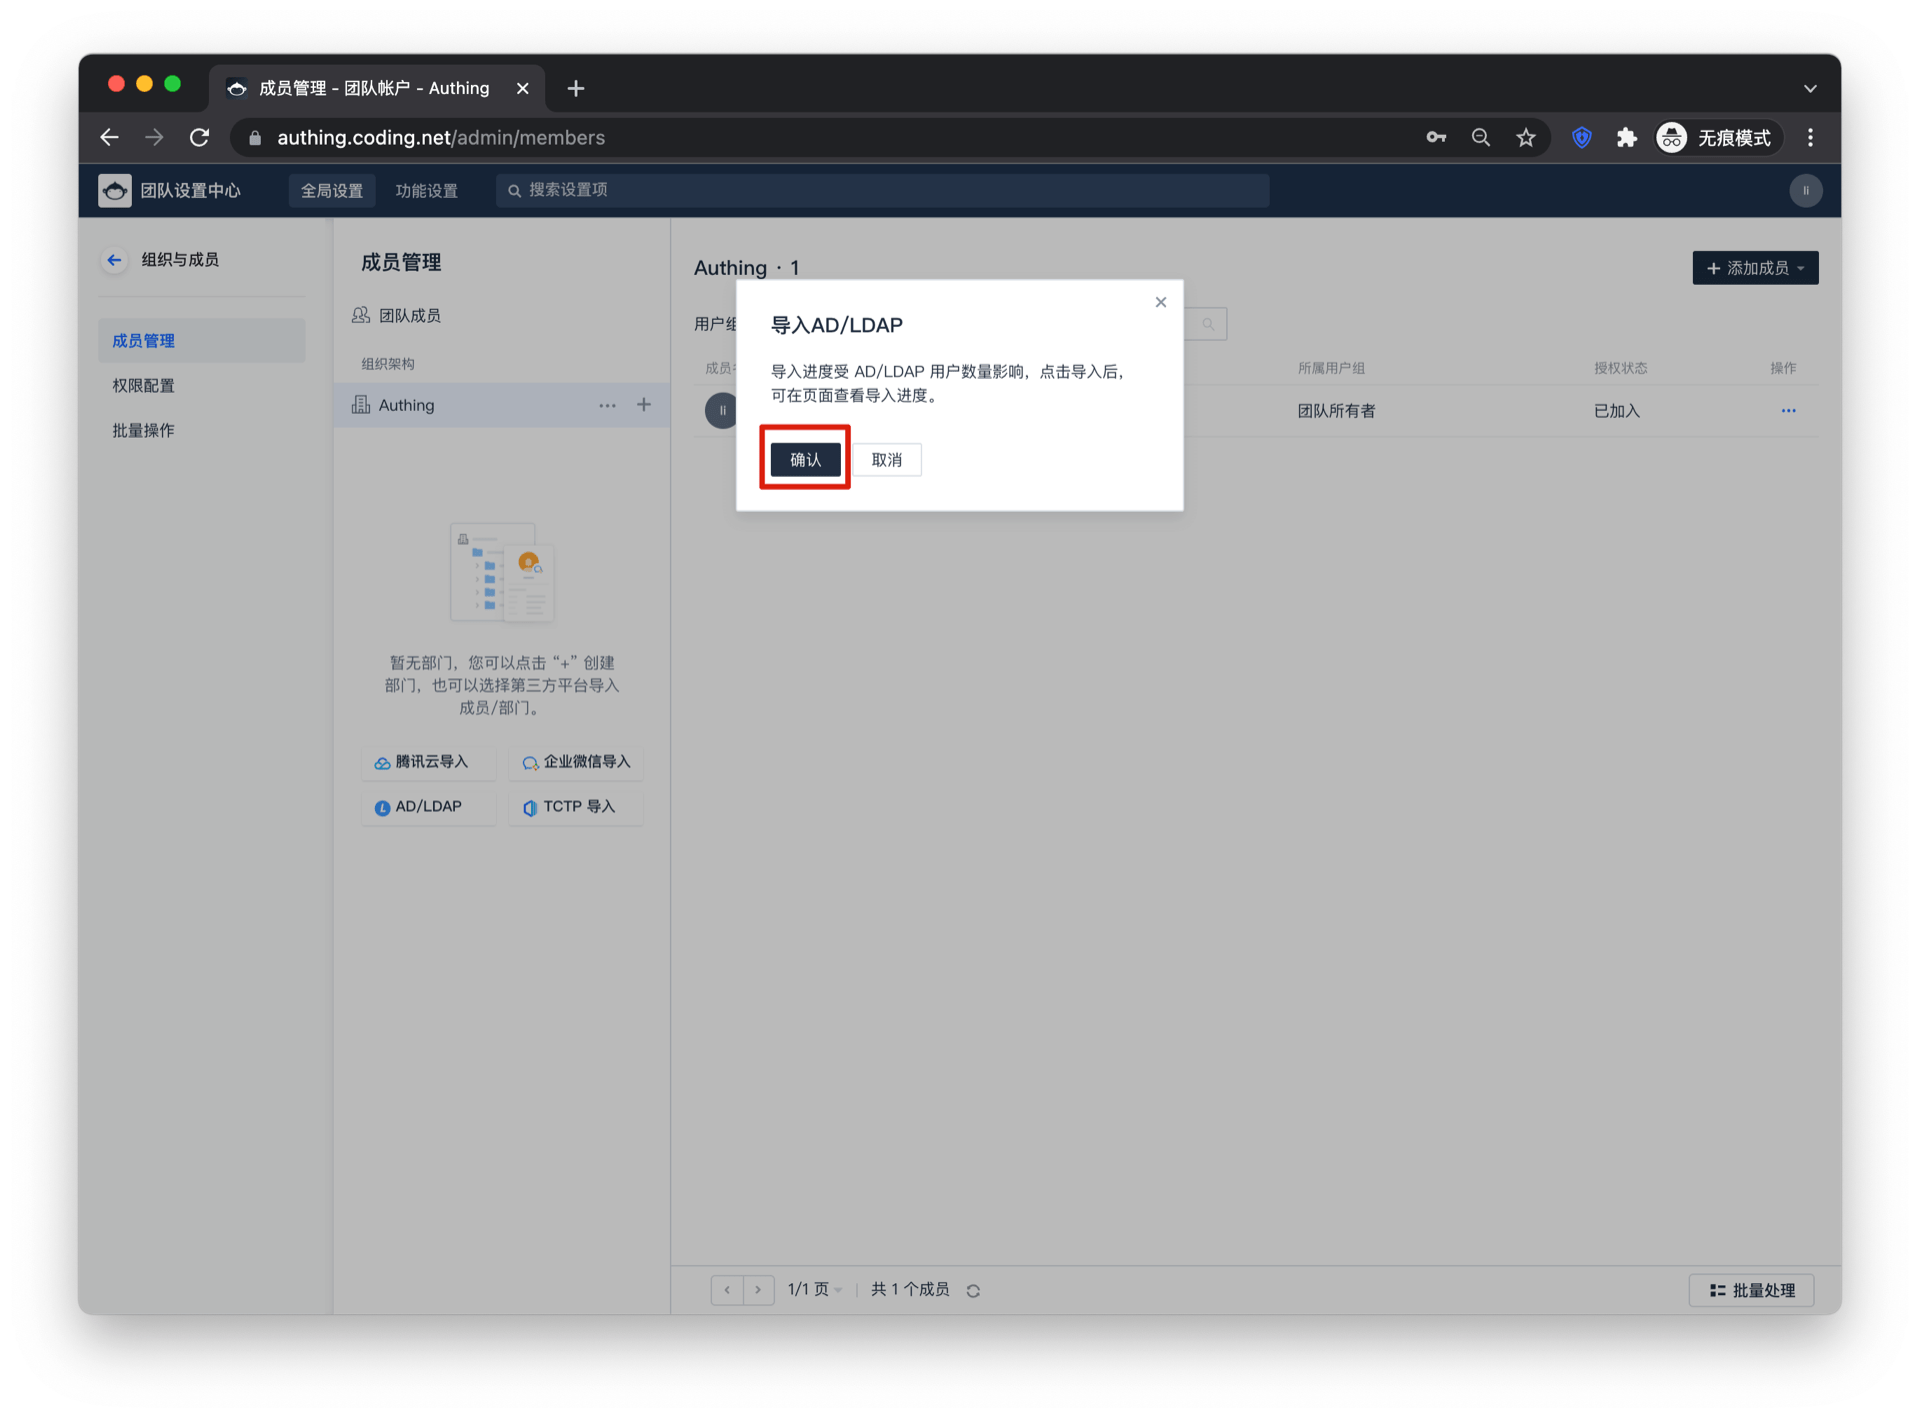 成员管理 - 团队帐户 - Authing
authing.coding.net/admin/members
无痕模式
团队设置中心
全局设置
功能设置
搜索设置项
li
组织与成员
成员管理
权限配置
批量操作
成员管理
团队成员
组织架构
Authing
暂无部门，您可以点击“+”创建
部门，也可以选择第三方平台导入
成员/部门。
腾讯云导入
企业微信导入
AD/LDAP
TCTP 导入
Authing · 1
添加成员
用户组
成员
所属用户组
授权状态
操作
li
团队所有者
已加入
导入AD/LDAP
导入进度受 AD/LDAP 用户数量影响，点击导入后，
可在页面查看导入进度。
确认
取消
1/1 页
共 1 个成员
批量处理